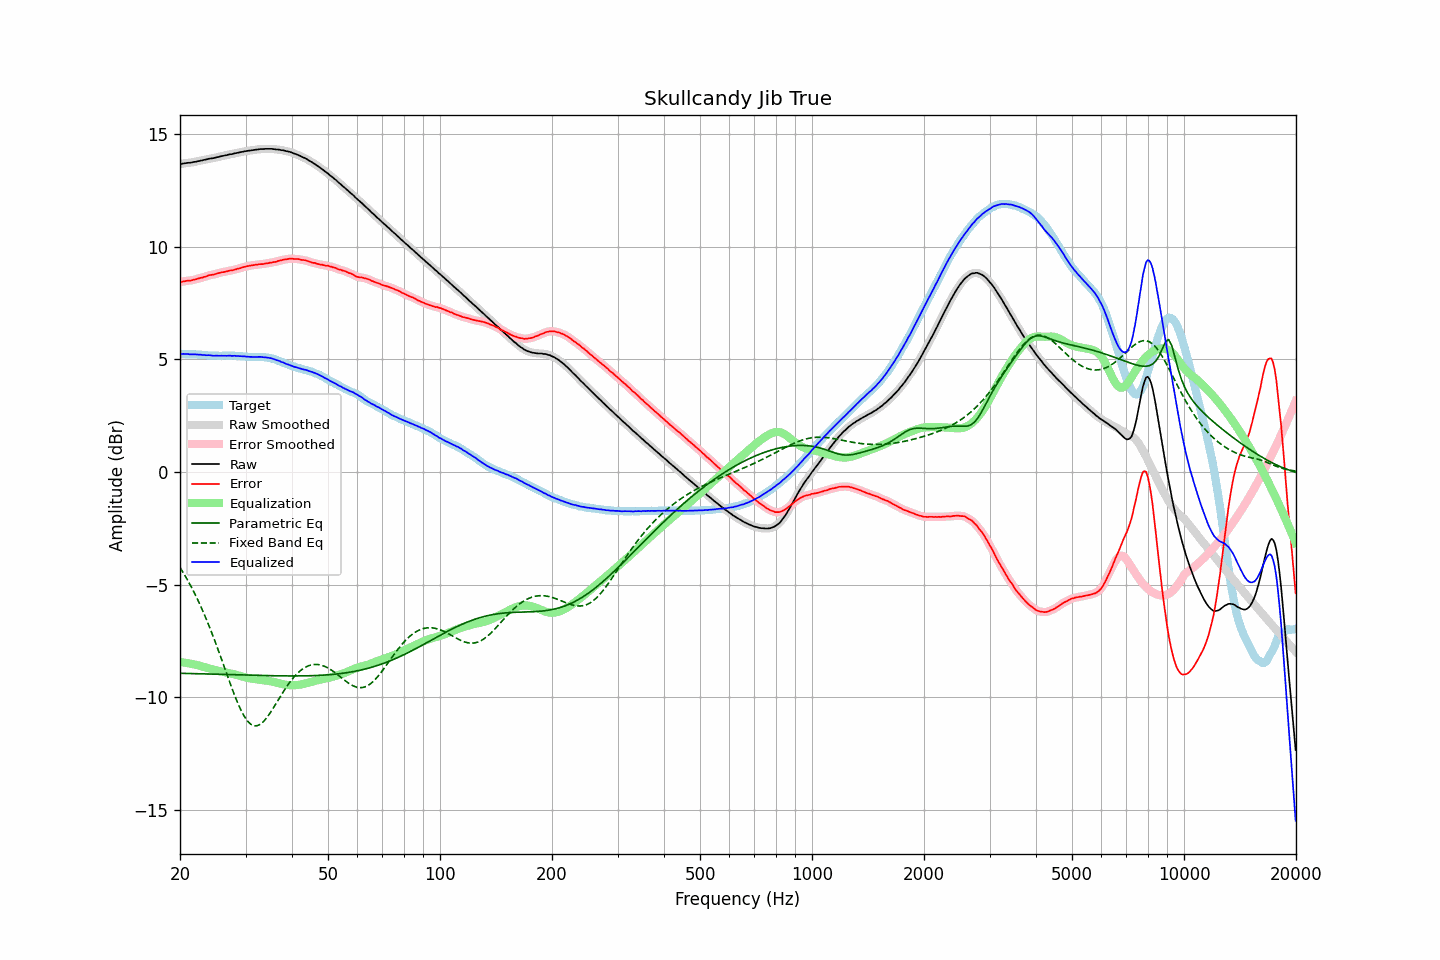 Skullcandy Jib True
Amplitude (dBr)
15
10
5
0
−5
−10
−15
Target
Raw Smoothed
Error Smoothed
Raw
Error
Equalization
Parametric Eq
Fixed Band Eq
Equalized
20 50 100 200 500 1000 2000 5000 10000 20000
Frequency (Hz)